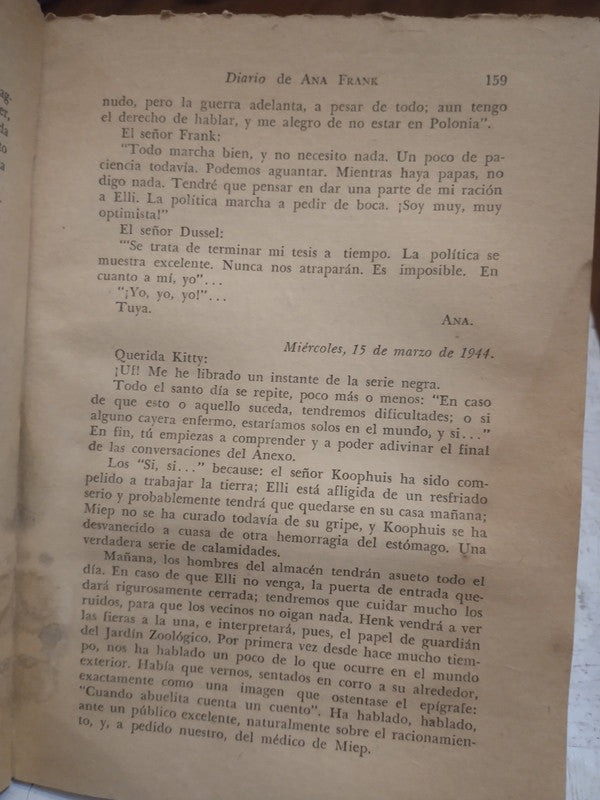 Diario de ANA FRANK 159
nudo, pero la guerra adelanta, a pesar de todo; aun tengo
el derecho de hablar, y me alegro de no estar en Polonia".
El señor Frank:
"Todo marcha bien, y no necesito nada. Un poco de pa-
ciencia todavía. Podemos aguantar. Mientras haya papas, no
digo nada. Tendré que pensar en dar una parte de mi ración
a Elli. La política marcha a pedir de boca. ¡Soy muy, muy
optimista!"
El señor Dussel:
"'Se trata de terminar mi tesis a tiempo. La política se
muestra excelente. Nunca nos atraparán. Es imposible. En
cuanto a mí, yo"...
"¡Yo, yo, yo!"...
Tuya.
ANA.
Miércoles, 15 de marzo de 1944.
Querida Kitty:
¡Uf! Me he librado un instante de la serie negra.
Todo el santo día se repite, poco más o menos: "En caso
de que esto o aquello suceda, tendremos dificultades; o si
alguno cayera enfermo, estaríamos solos en el mundo, y si..."
En fin, tú empiezas a comprender y a poder adivinar el final
de las conversaciones del Anexo.
Los "Si, si..." because: el señor Koophuis ha sido com-
pelido a trabajar la tierra; Elli está afligida de un resfriado
serio y probablemente tendrá que quedarse en su casa mañana;
Miep no se ha curado todavía de su gripe, y Koophuis se ha
desvanecido a cuasa de otra hemorragia del estómago. Una
verdadera serie de calamidades.
Mañana, los hombres del almacén tendrán asueto todo el
día. En caso de que Elli no venga, la puerta de entrada que-
dará rigurosamente cerrada; tendremos que cuidar mucho los
ruidos, para que los vecinos no oigan nada. Henk vendrá a ver
las fieras a la una, e interpretará, pues, el papel de guardián
del Jardín Zoológico. Por primera vez desde hace mucho tiem-
po, nos ha hablado un poco de lo que ocurre en el mundo
exterior. Había que vernos, sentados en corro a su alrededor,
exactamente como una imagen que ostentase el epígrafe:
"Cuando abuelita cuenta un cuento". Ha hablado, hablado,
ante un público excelente, naturalmente sobre el racionamien-
to, y, a pedido nuestro, del médico de Miep.